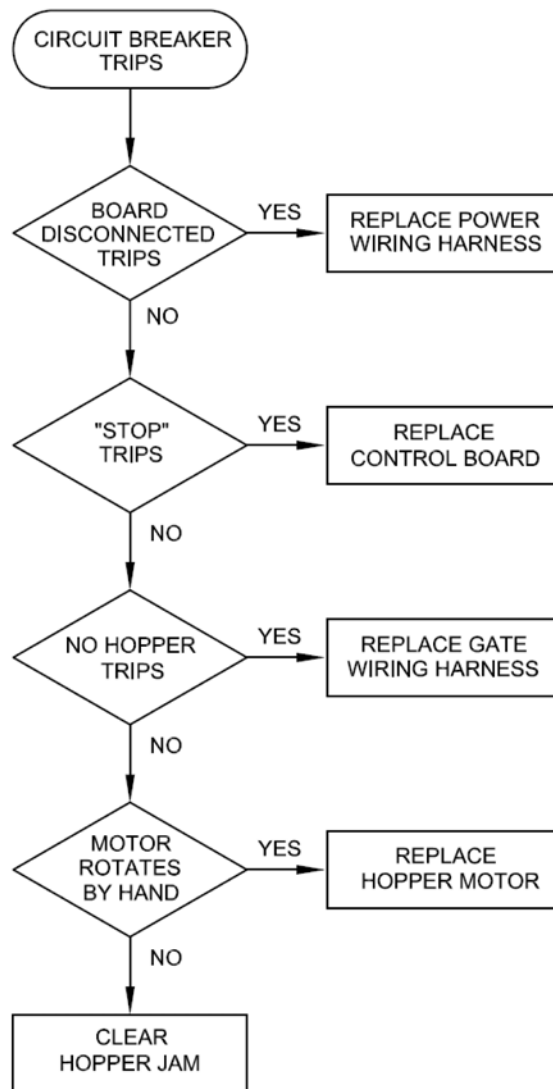 CIRCUIT BREAKER
TRIPS
BOARD
DISCONNECTED
TRIPS
YES
REPLACE POWER
WIRING HARNESS
NO
"STOP"
TRIPS
YES
REPLACE
CONTROL BOARD
NO
NO HOPPER
TRIPS
YES
REPLACE GATE
WIRING HARNESS
NO
MOTOR
ROTATES
BY HAND
YES
REPLACE
HOPPER MOTOR
NO
CLEAR
HOPPER JAM